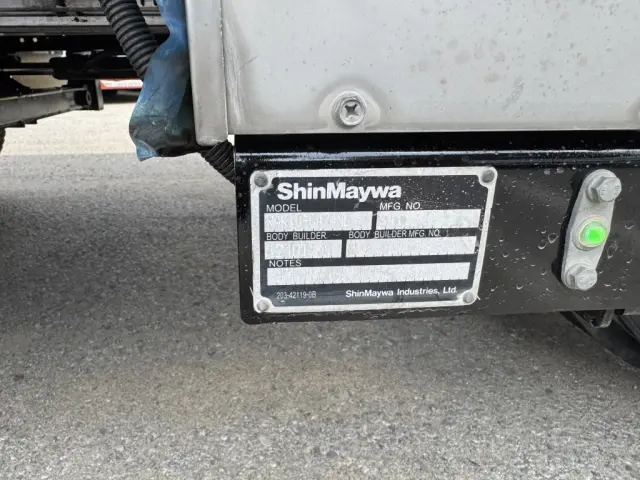 ShinMaywa
MODEL MFG. NO.
BODY BUILDER BODY BUILDER MFG. NO.
NOTES
203-42119-0B ShinMaywa Industries, Ltd.